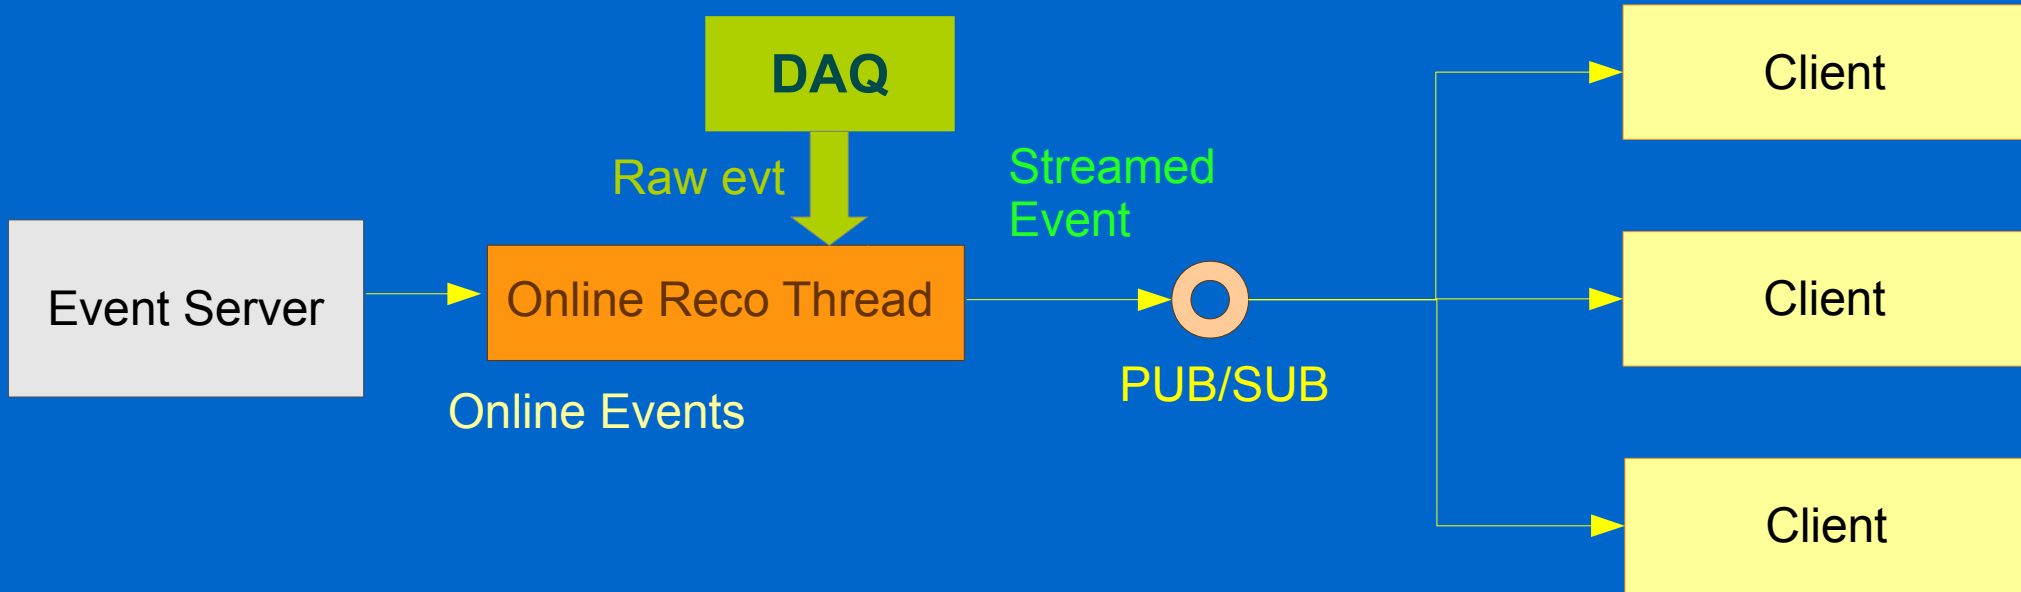 DAQ
Client
Raw evt
Streamed
Event
Event Server
Online Reco Thread
Client
PUB/SUB
Online Events
Client